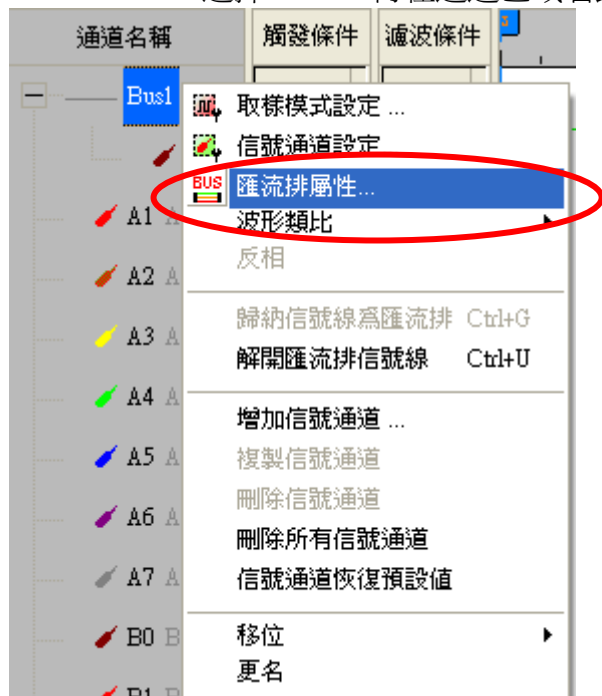 通道名稱 觸發條件 濾波條件
Bus1
取樣模式設定 ...
信號通道設定
BUS 匯流排屬性...
A1 A 波形類比
反相
A2 A
A3 A 歸納信號線爲匯流排 Ctrl+G
解開匯流排信號線 Ctrl+U
A4 A
增加信號通道 ...
A5 A 複製信號通道
A6 A 刪除信號通道
刪除所有信號通道
A7 A 信號通道恢復預設值
B0 B 移位
更名
B1 B